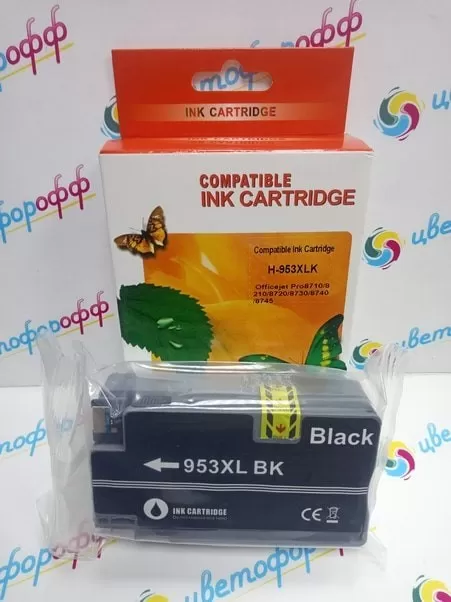 цветофорофф
INK CARTRIDGE
COMPATIBLE
INK CARTRIDGE
Compatible Ink Cartridge
H-953XLK
Officejet Pro8710/8
210/8720/8730/8740
/8745
Black
953XL BK
INK CARTRIDGE
CE